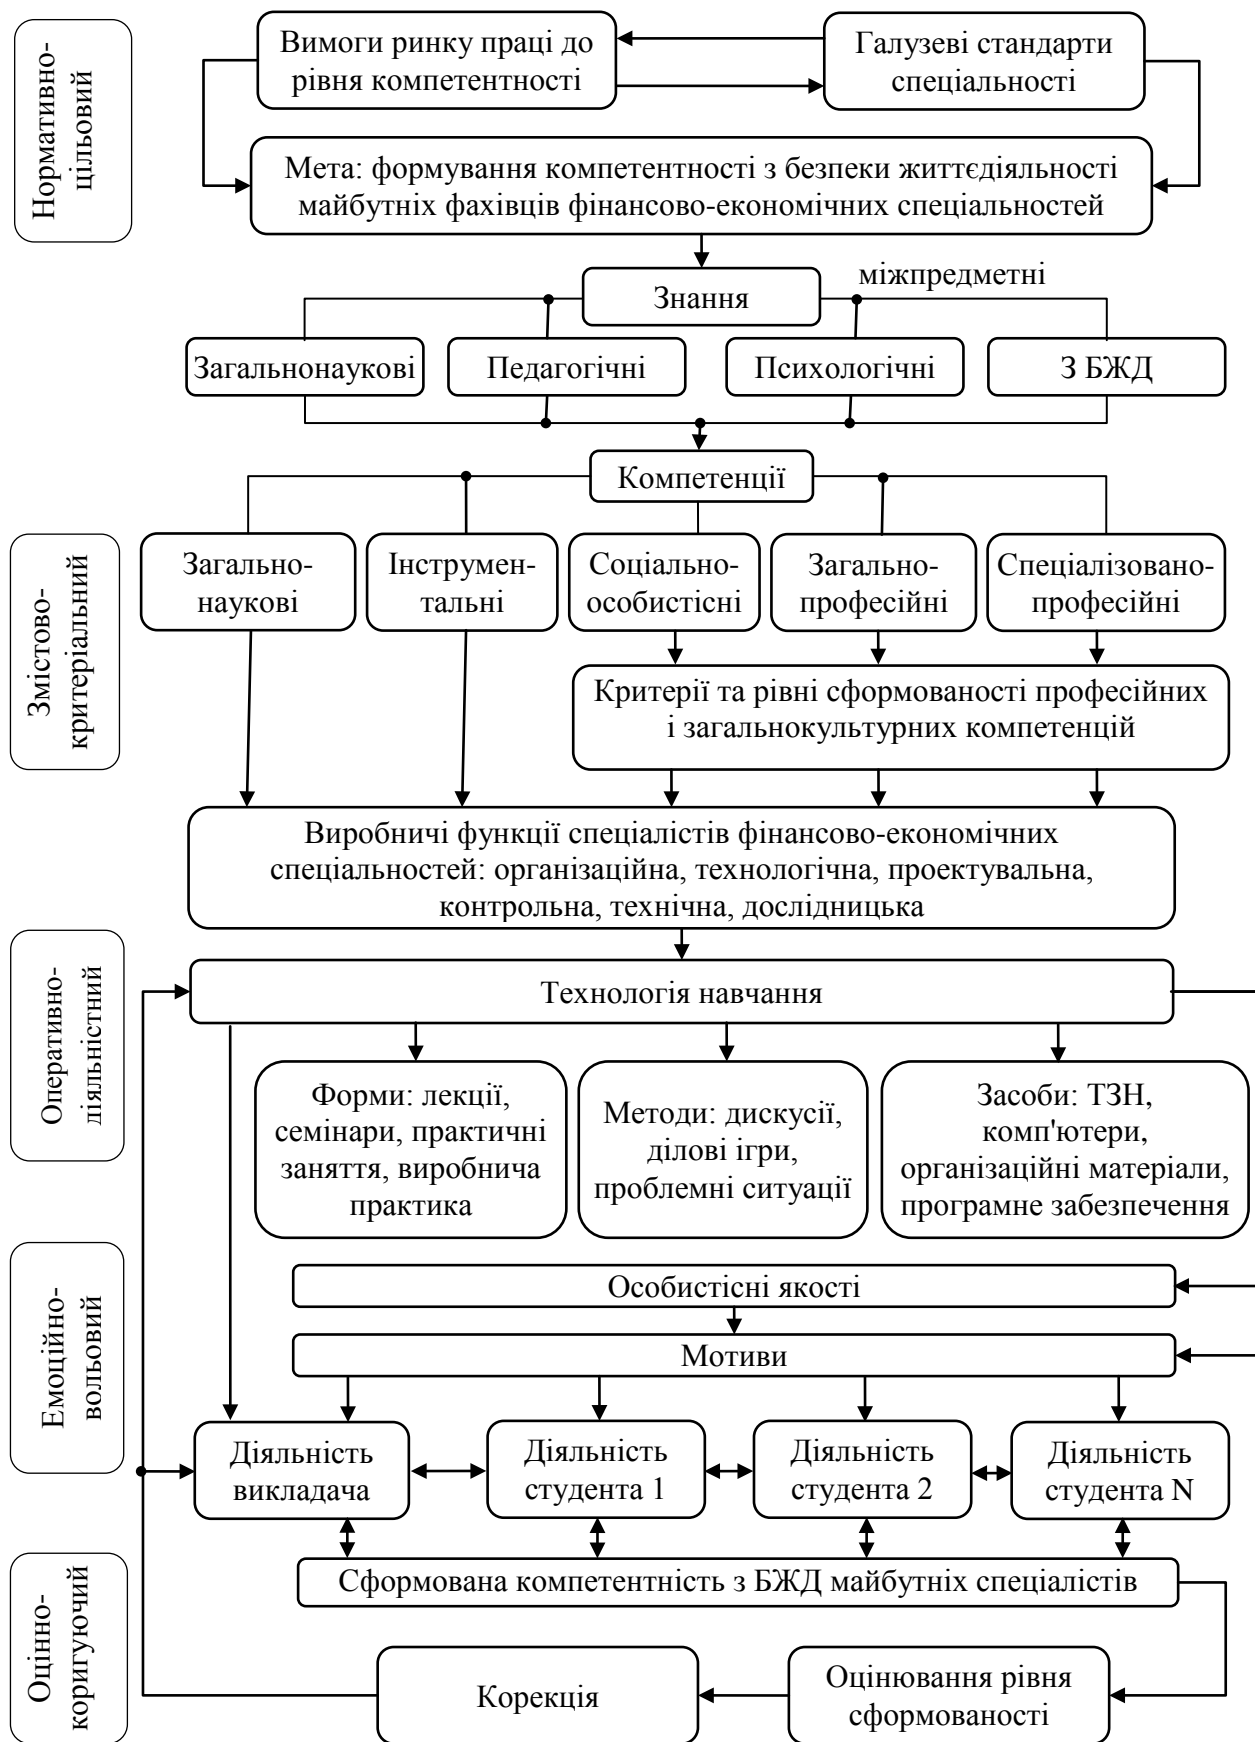 Нормативно-
цільовий
Вимоги ринку праці до
рівня компетентності
Галузеві стандарти
спеціальності
Мета: формування компетентності з безпеки життєдіяльності
майбутніх фахівців фінансово-економічних спеціальностей
Знання
міжпредметні
Загальнонаукові
Педагогічні
Психологічні
З БЖД
Компетенції
Змістово-
критеріальний
Загально-
наукові
Інструмен-
тальні
Соціально-
особистісні
Загально-
професійні
Спеціалізовано-
професійні
Критерії та рівні сформованості професійних
і загальнокультурних компетенцій
Виробничі функції спеціалістів фінансово-економічних
спеціальностей: організаційна, технологічна, проектувальна,
контрольна, технічна, дослідницька
Оперативно-
діяльністний
Технологія навчання
Форми: лекції,
семінари, практичні
заняття, виробнича
практика
Методи: дискусії,
ділові ігри,
проблемні ситуації
Засоби: ТЗН,
комп'ютери,
організаційні матеріали,
програмне забезпечення
Емоційно-
вольовий
Особистісні якості
Мотиви
Діяльність
викладача
Діяльність
студента 1
Діяльність
студента 2
Діяльність
студента N
Оцінно-
коригуючий
Сформована компетентність з БЖД майбутніх спеціалістів
Корекція
Оцінювання рівня
сформованості